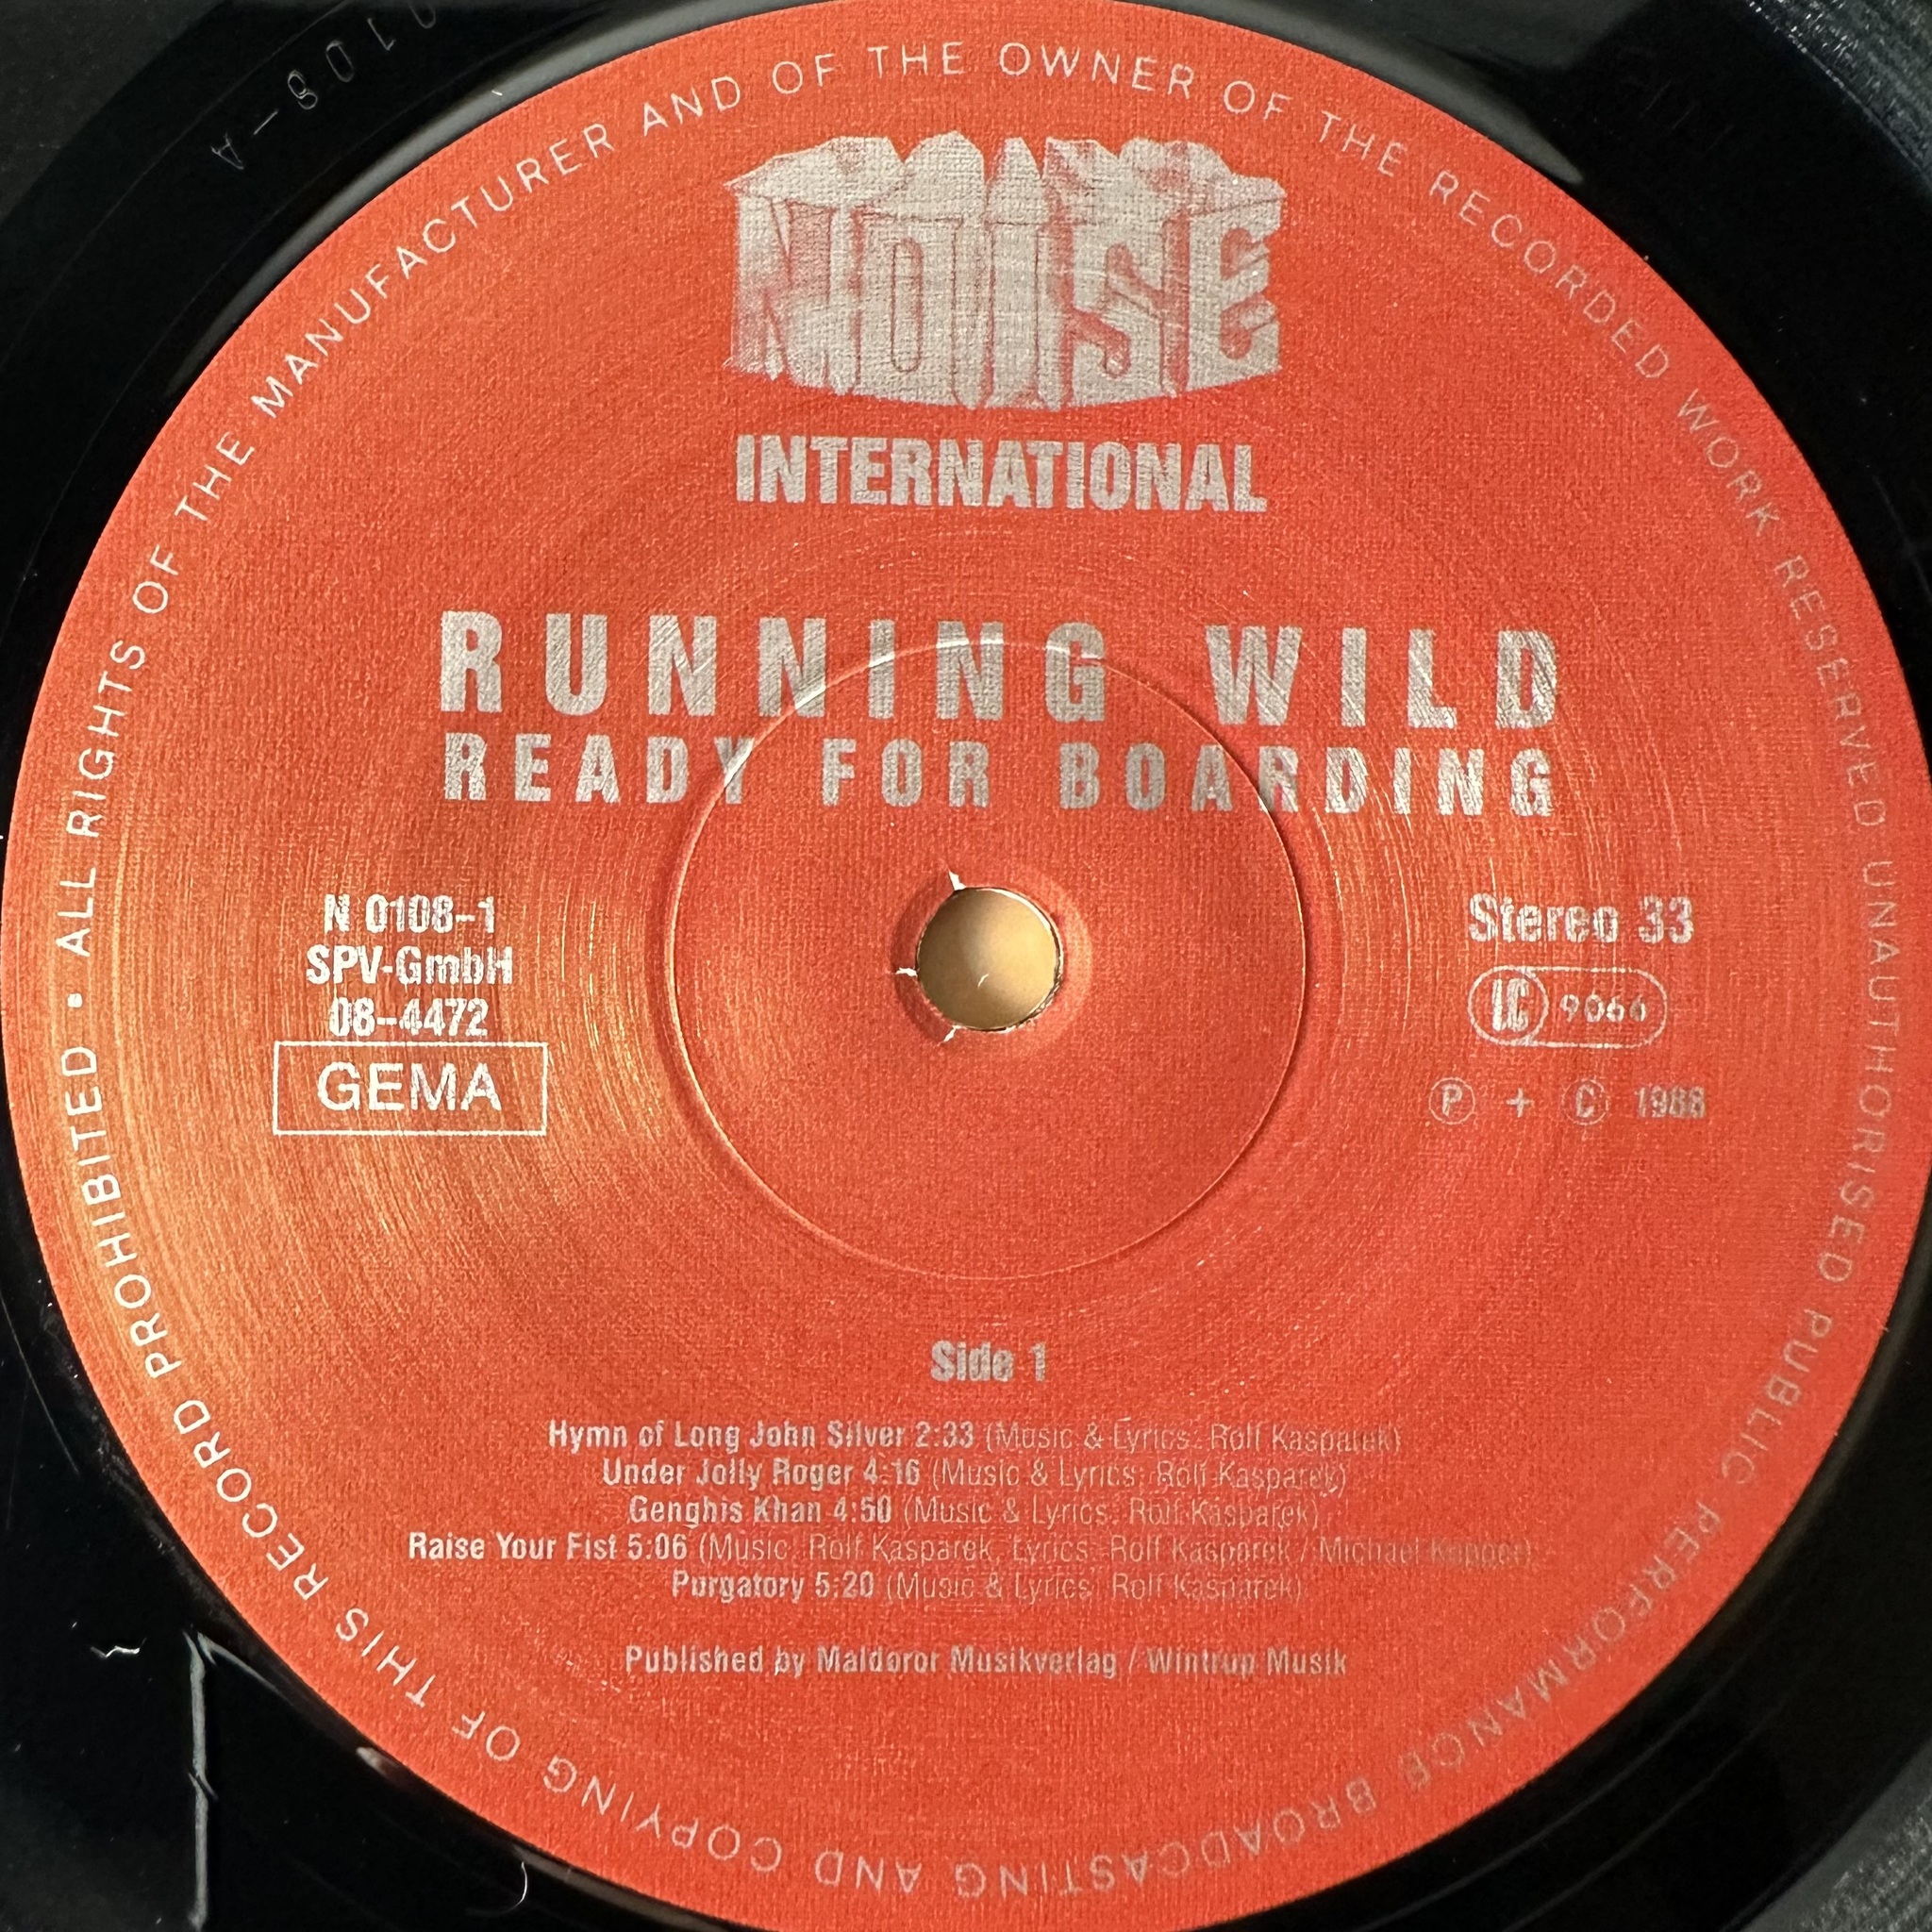 ALL RIGHTS OF THE MANUFACTURER AND OF THE OWNER OF THE RECORDED WORK RESERVED UNAUTHORISED PUBLIC PERFORMANCE BROADCASTING AND COPYING OF THIS RECORD PROHIBITED •
NOISE
INTERNATIONAL
RUNNING WILD
READY FOR BOARDING
N 0108-1
SPV-GmbH
08-4472
GEMA
Stereo 33
LC 9066
Ⓟ + Ⓒ 1988
Side 1
Hymn of Long John Silver 2:33 (Music & Lyrics: Rolf Kasparek)
Under Jolly Roger 4:16 (Music & Lyrics: Rolf Kasparek)
Genghis Khan 4:50 (Music & Lyrics: Rolf Kasparek)
Raise Your Fist 5:06 (Music: Rolf Kasparek, Lyrics: Rolf Kasparek / Michael
Purgatory 5:20 (Music & Lyrics: Rolf Kasparek)
Published by Maldoror Musikverlag / Wintrup Musik
0108-A